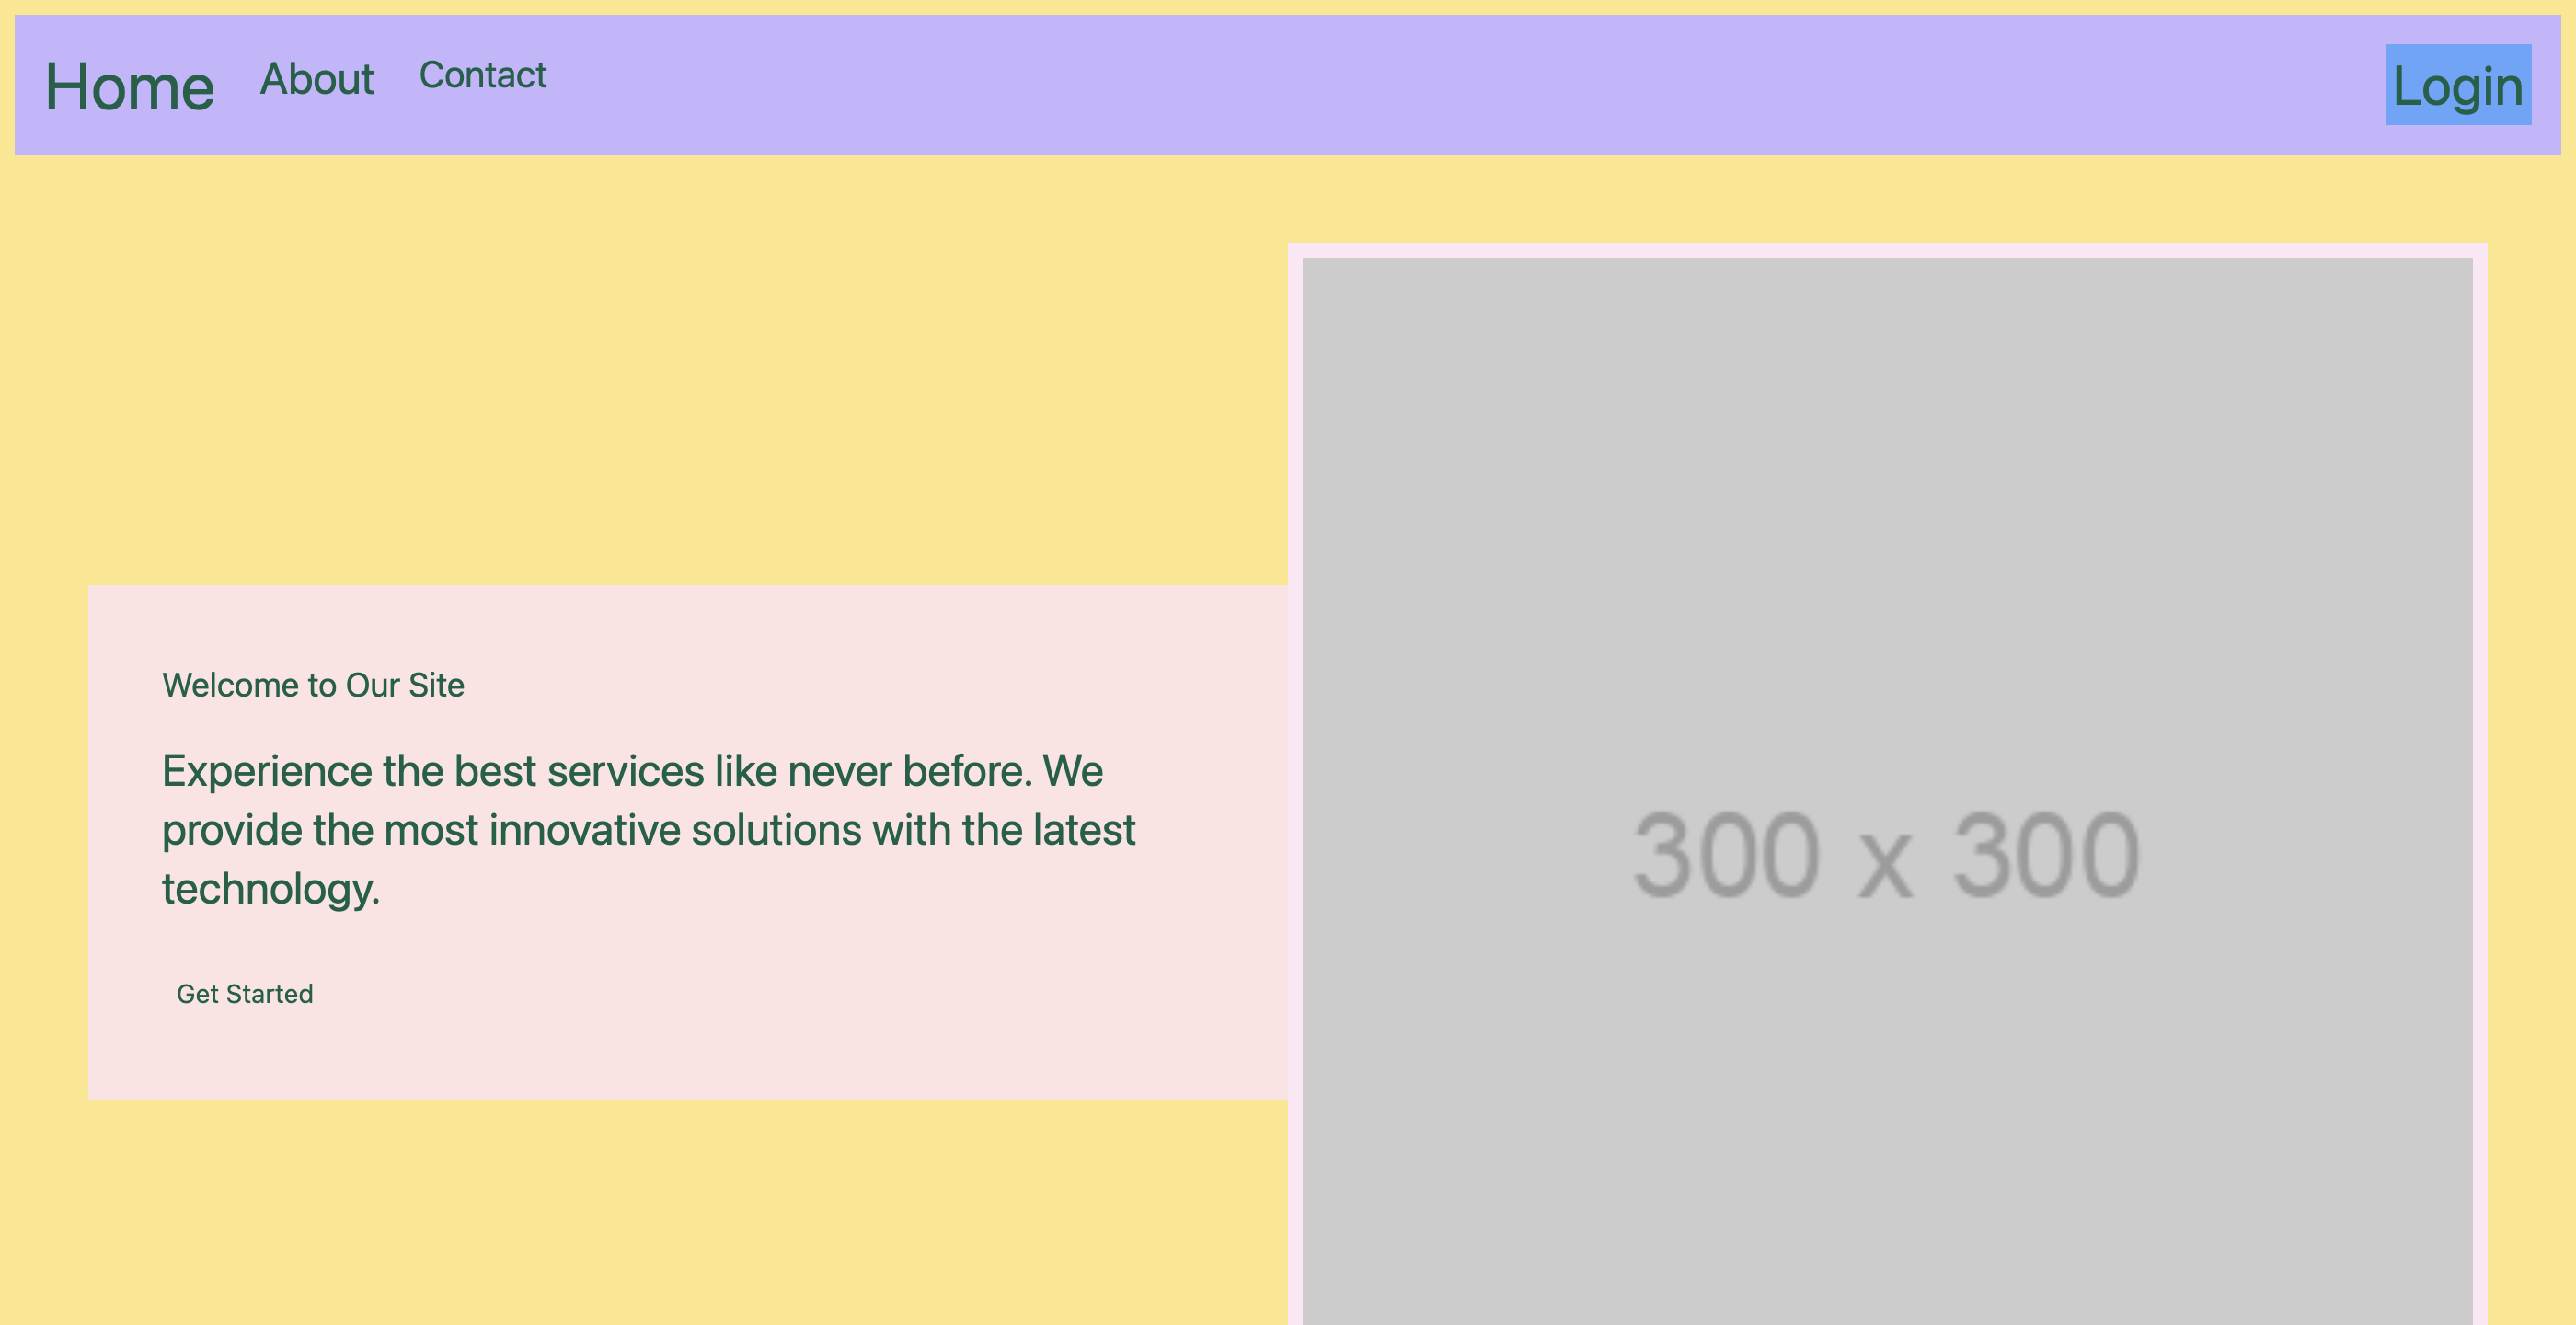 Home About Contact Login
Welcome to Our Site
Experience the best services like never before. We
provide the most innovative solutions with the latest
technology.
Get Started
300 x 300